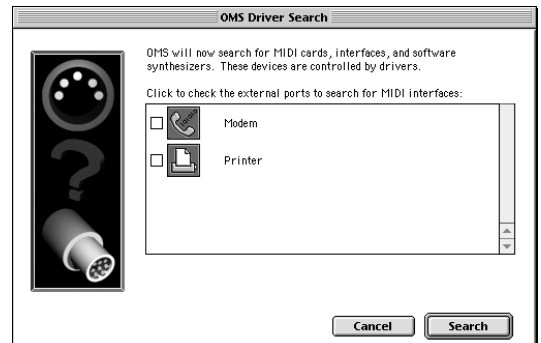 OMS Driver Search
OMS will now search for MIDI cards, interfaces, and software
synthesizers. These devices are controlled by drivers.
Click to check the external ports to search for MIDI interfaces:
Modem
Printer
Cancel Search